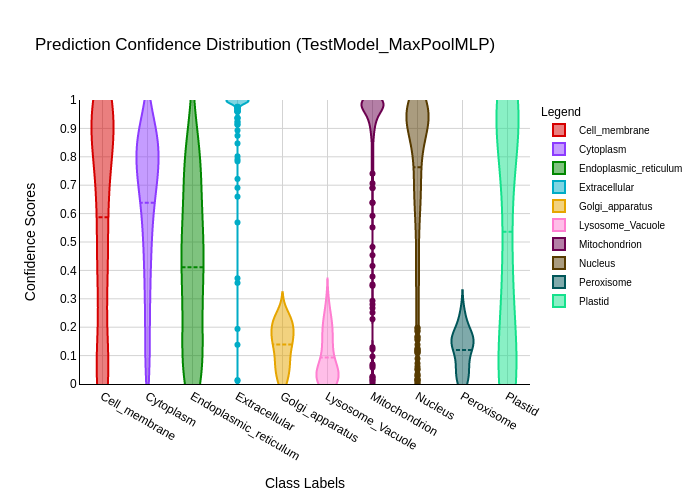 Prediction Confidence Distribution (TestModel_MaxPoolMLP)
Confidence Scores
1
0.9
0.8
0.7
0.6
0.5
0.4
0.3
0.2
0.1
0
Cell_membrane
Cytoplasm
Endoplasmic_reticulum
Extracellular
Golgi_apparatus
Lysosome_Vacuole
Mitochondrion
Nucleus
Peroxisome
Plastid
Class Labels
Legend
Cell_membrane
Cytoplasm
Endoplasmic_reticulum
Extracellular
Golgi_apparatus
Lysosome_Vacuole
Mitochondrion
Nucleus
Peroxisome
Plastid